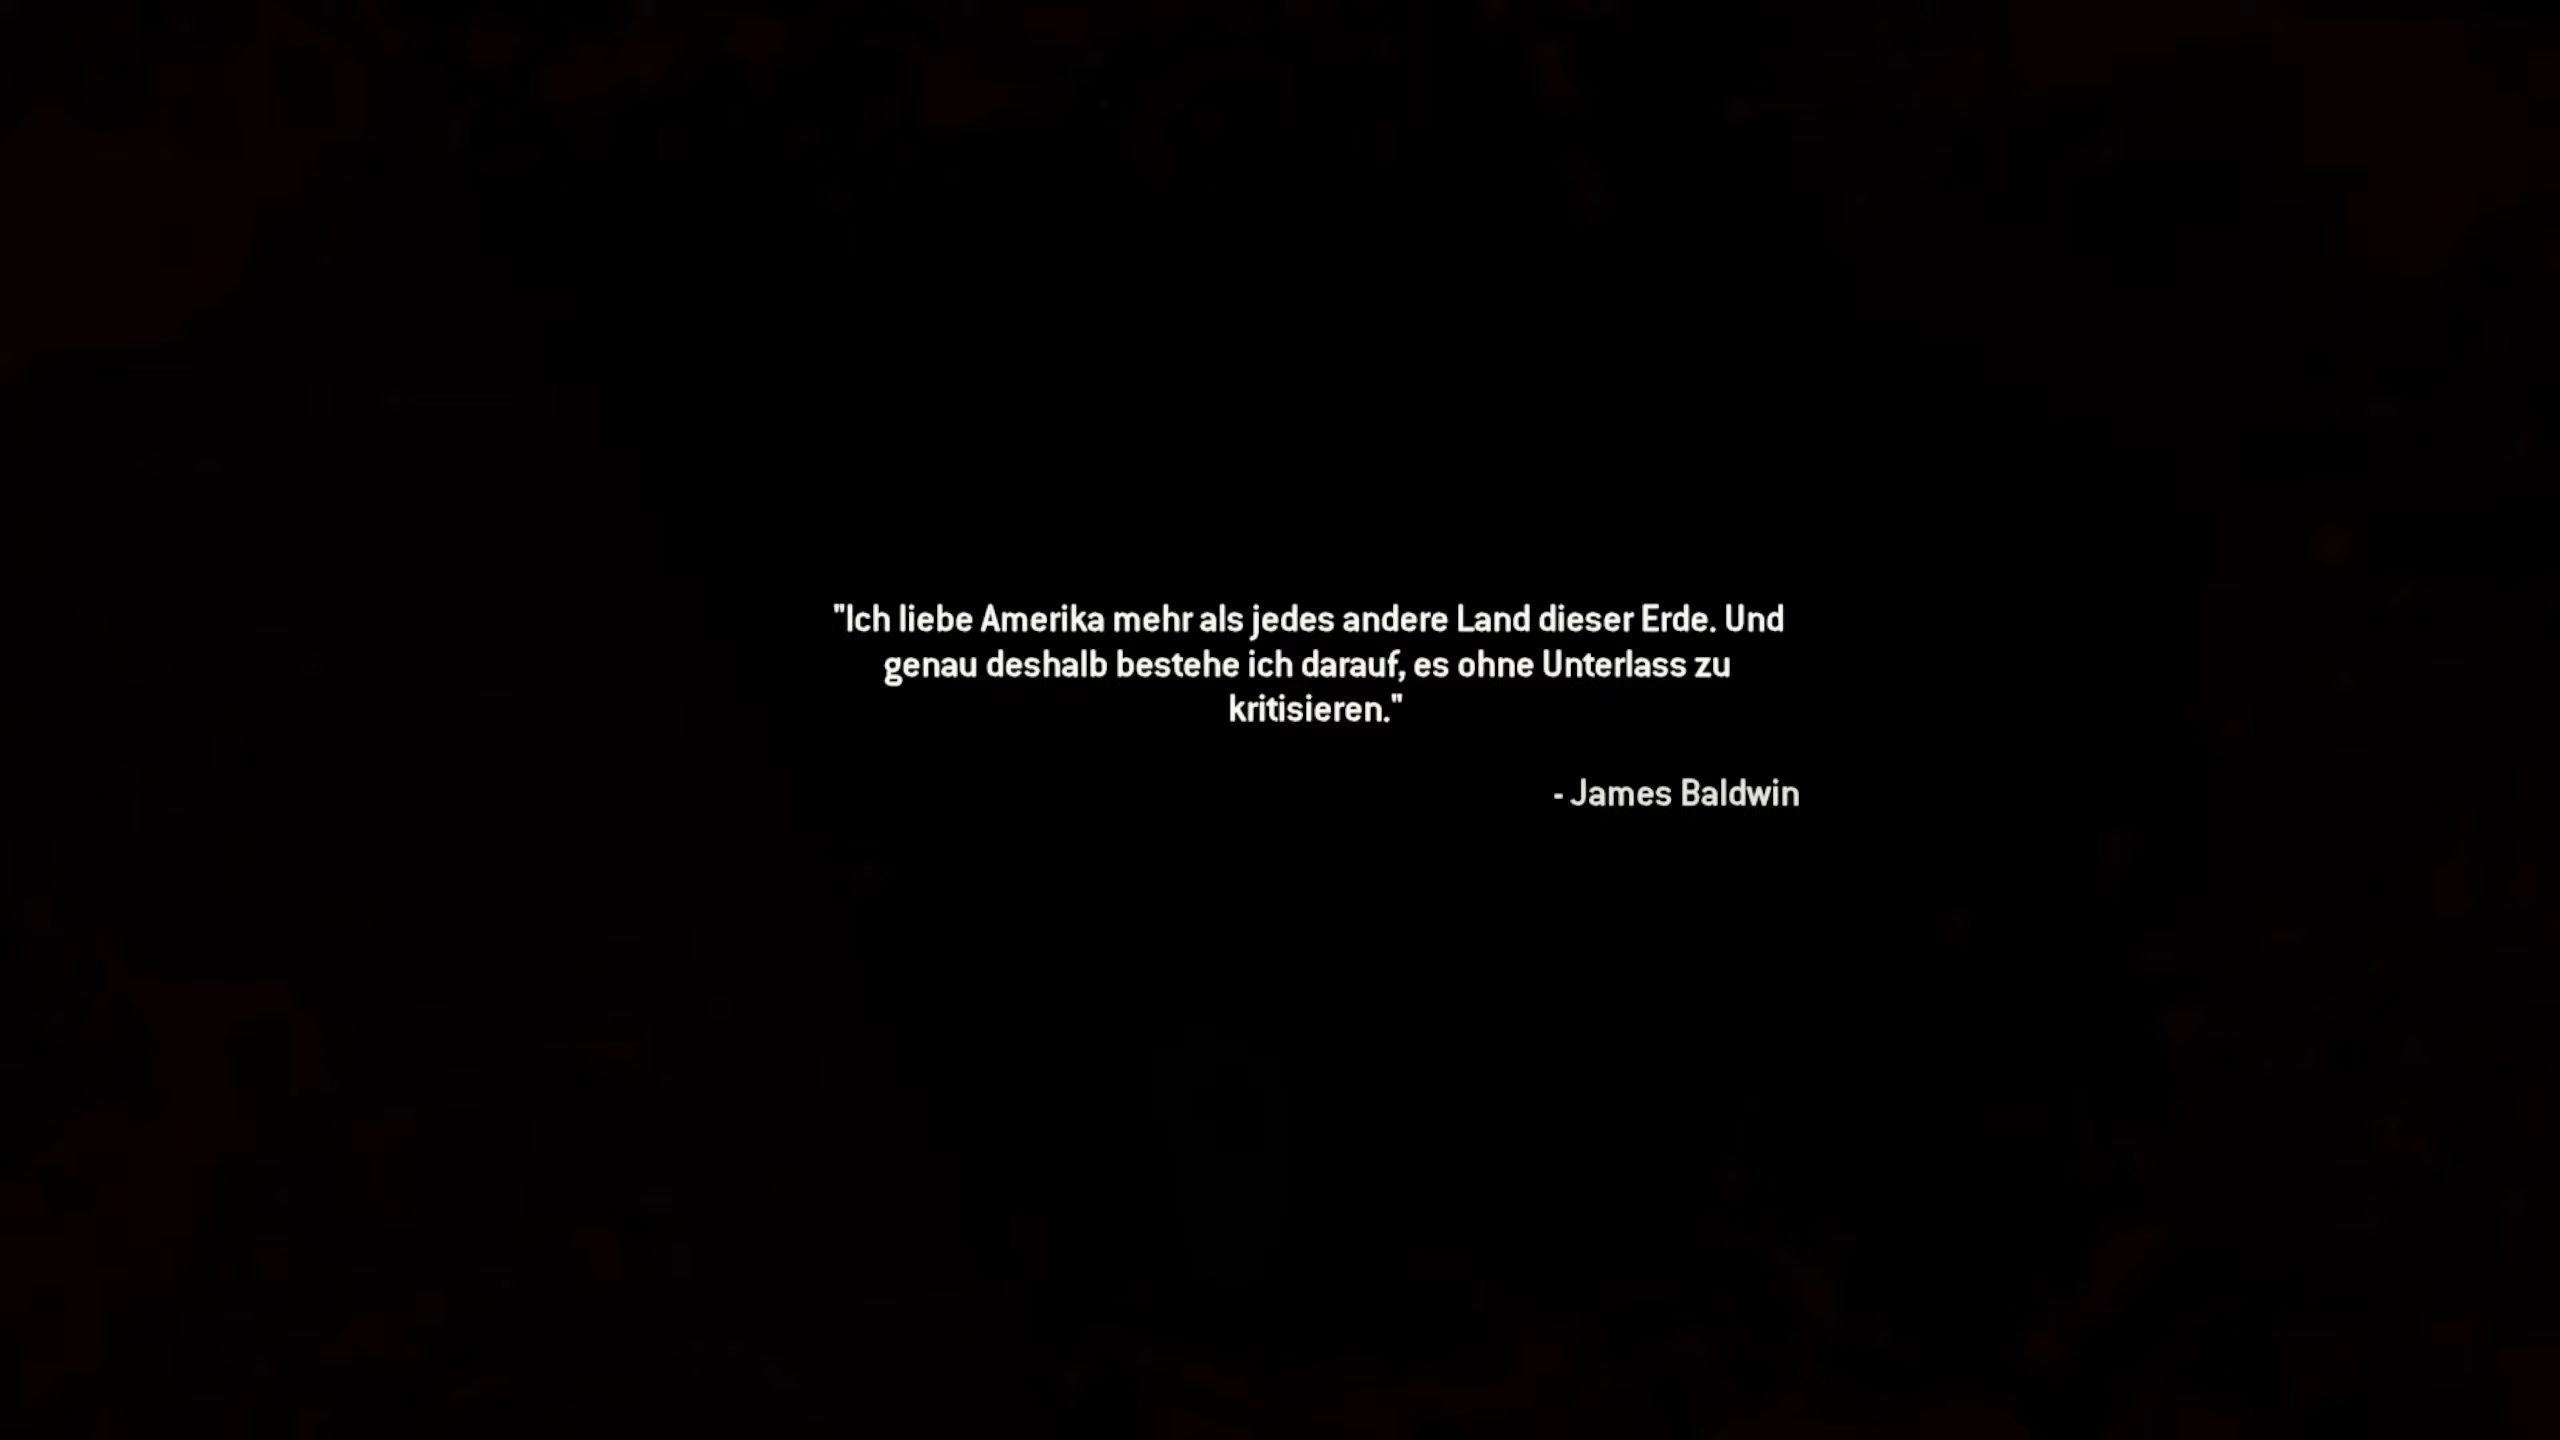 "Ich liebe Amerika mehr als jedes andere Land dieser Erde. Und
genau deshalb bestehe ich darauf, es ohne Unterlass zu
kritisieren."
- James Baldwin